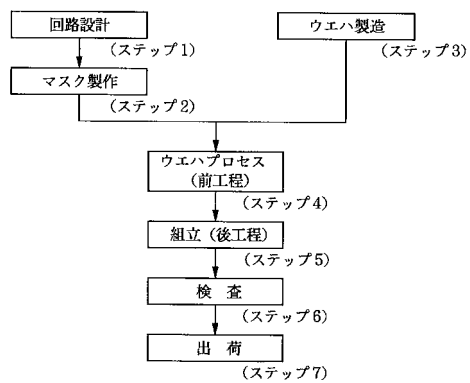 回路設計
(ステップ1)
マスク製作
(ステップ2)
ウエハ製造
(ステップ3)
ウエハプロセス
(前工程)
(ステップ4)
組立(後工程)
(ステップ5)
検 査
(ステップ6)
出 荷
(ステップ7)